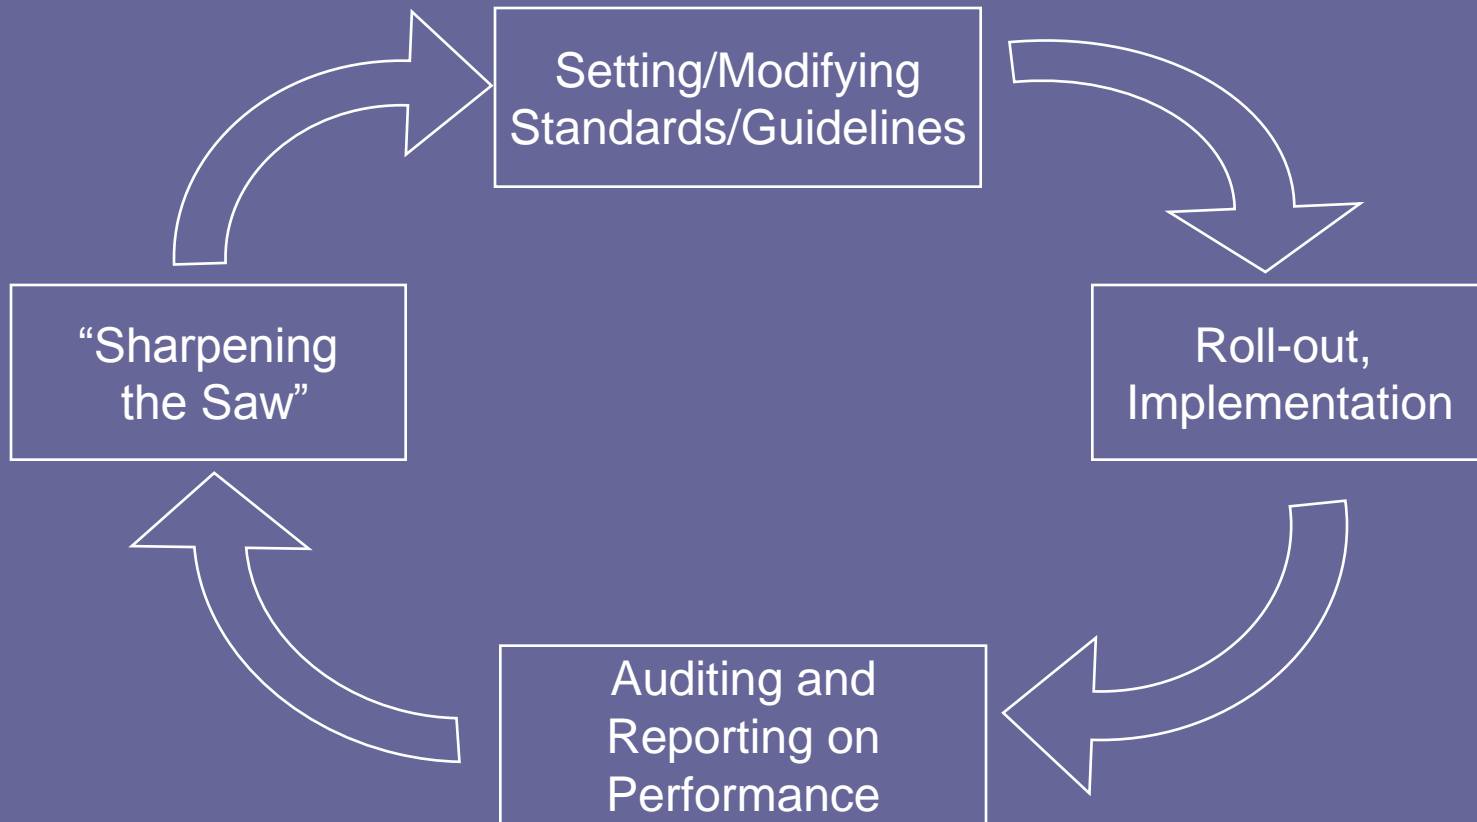 Setting/Modifying
Standards/Guidelines
Roll-out,
Implementation
Auditing and
Reporting on
Performance
“Sharpening
the Saw”